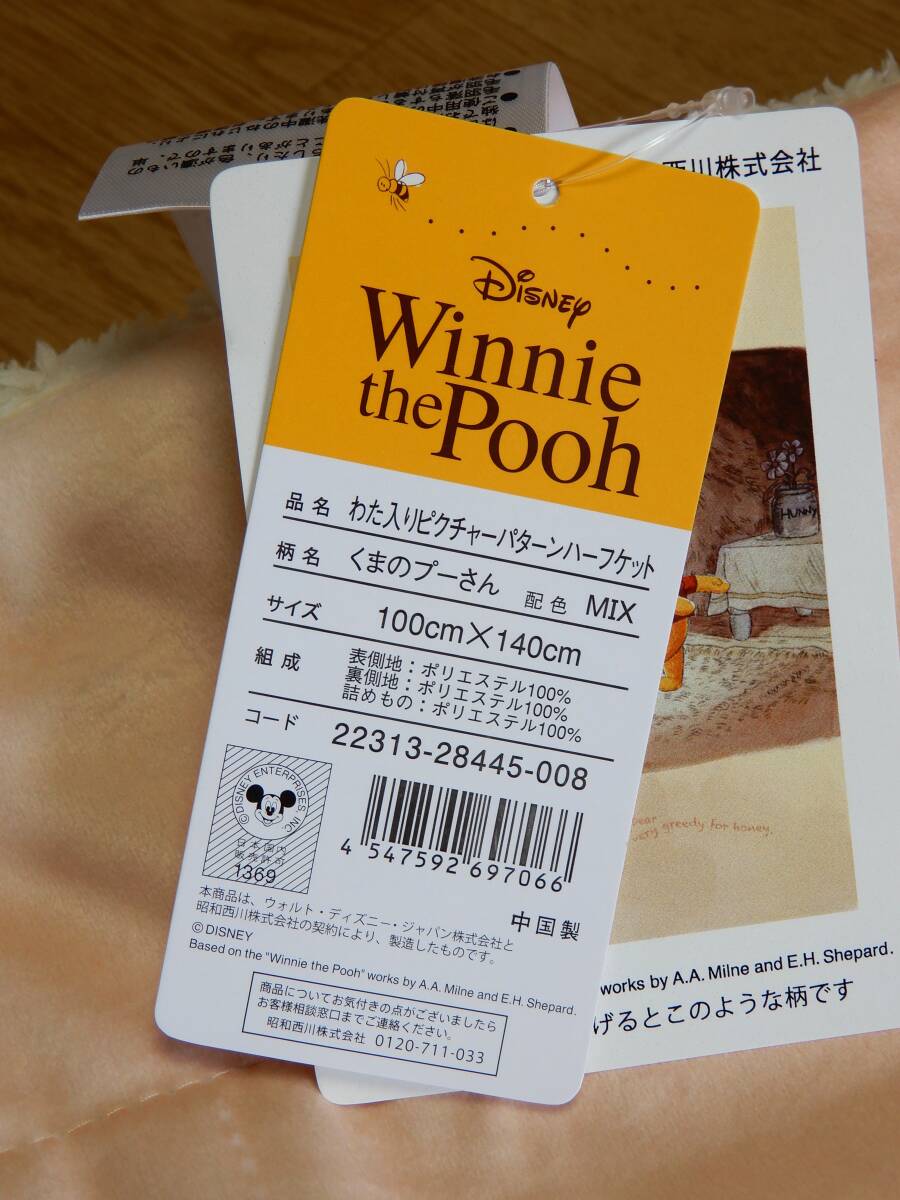 西川株式会社
Disney
Winnie
the Pooh
品名 わた入りピクチャーパターンハーフケット
柄名 くまのプーさん 配色 MIX
サイズ 100cm×140cm
組成 表側地：ポリエステル100%
裏側地：ポリエステル100%
詰めもの：ポリエステル100%
コード 22313-28445-008
©DISNEY ENTERPRISES INC
日本国内
販売許可
1369
4 547592 697066
本商品は、ウォルト・ディズニー・ジャパン株式会社と
昭和西川株式会社の契約により、製造したものです。
中国製
©DISNEY
Based on the "Winnie the Pooh" works by A.A. Milne and E.H. Shepard.
商品についてお気付きの点がございましたら
お客様相談窓口までご連絡ください。
昭和西川株式会社 0120-711-033
HUNNY
very greedy for honey.
works by A.A. Milne and E.H. Shepard.
げるとこのような柄です